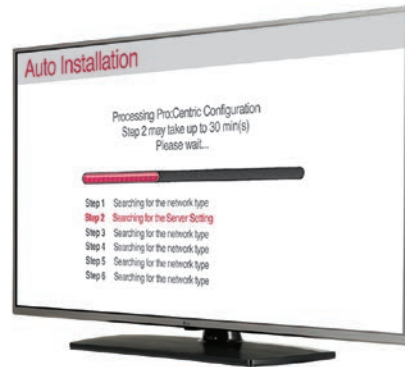 Auto Installation
Processing Pro:Centric Configuration
Step 2 may take up to 30 min(s)
Please wait...
Step 1 Searching for the network type
Step 2 Searching for the Server Setting
Step 3 Searching for the network type
Step 4 Searching for the network type
Step 5 Searching for the network type
Step 6 Searching for the network type